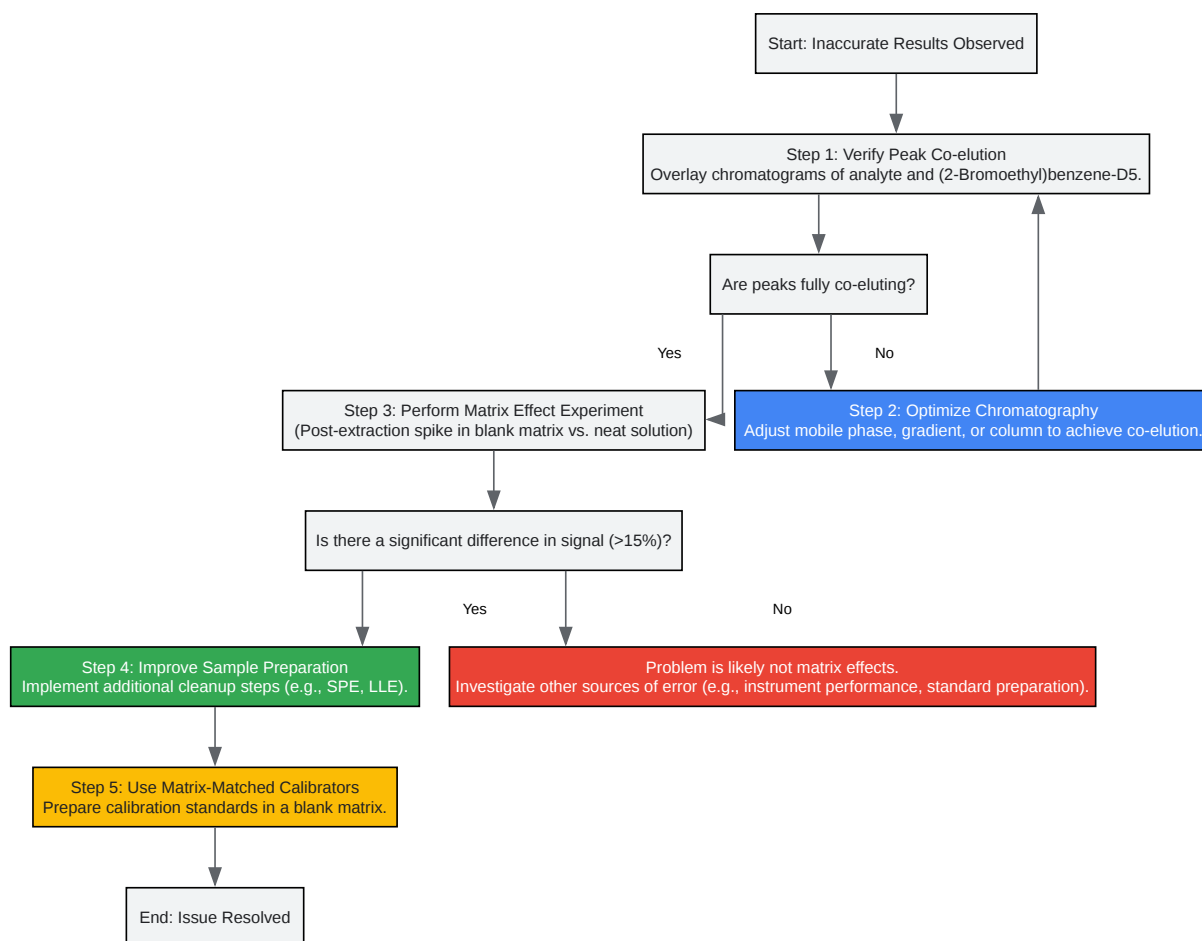 Start: Inaccurate Results Observed
Step 1: Verify Peak Co-elution
Overlay chromatograms of analyte and (2-Bromoethyl)benzene-D5.
Are peaks fully co-eluting?
Yes
No
Step 3: Perform Matrix Effect Experiment
(Post-extraction spike in blank matrix vs. neat solution)
Step 2: Optimize Chromatography
Adjust mobile phase, gradient, or column to achieve co-elution.
Is there a significant difference in signal (>15%)?
Yes
No
Step 4: Improve Sample Preparation
Implement additional cleanup steps (e.g., SPE, LLE).
Problem is likely not matrix effects.
Investigate other sources of error (e.g., instrument performance, standard preparation).
Step 5: Use Matrix-Matched Calibrators
Prepare calibration standards in a blank matrix.
End: Issue Resolved